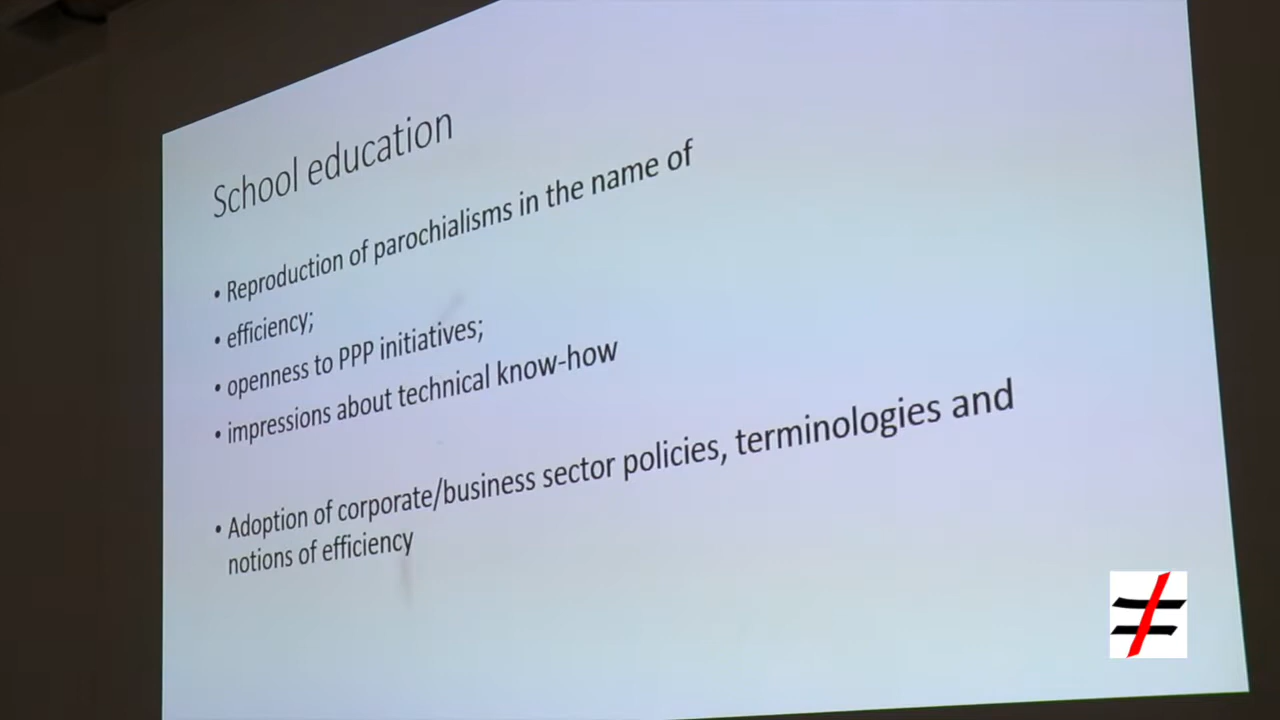 School education
• Reproduction of parochialisms in the name of
• efficiency;
• openness to PPP initiatives;
• impressions about technical know-how
• Adoption of corporate/business sector policies, terminologies and
notions of efficiency